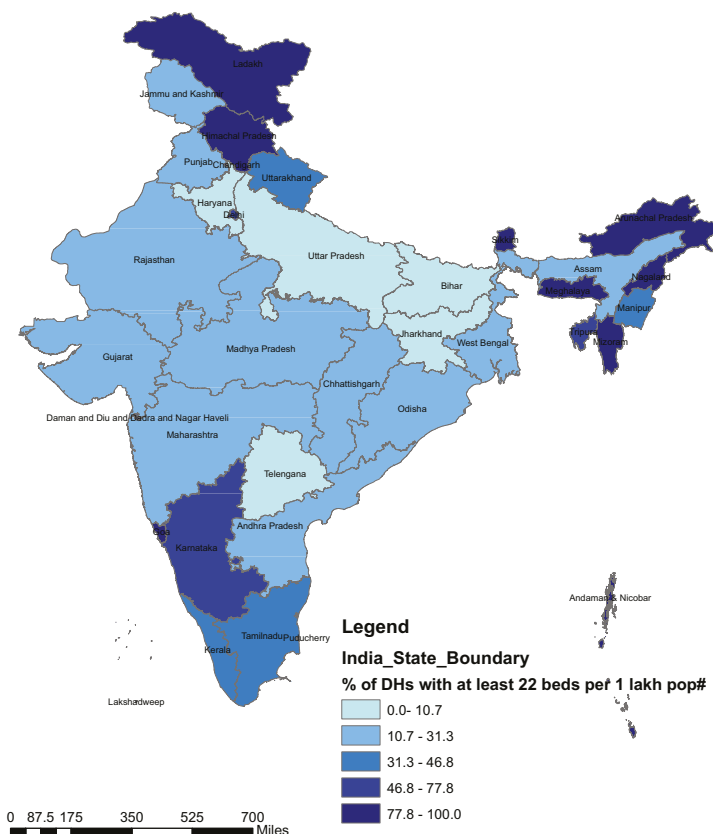 Ladakh
Jammu and Kashnir
Himachal Pradesh
Punjab
Chandigarh
Uttarakhand
Haryana
Delhi
Arunachal Pradesh
Sikkim
Rajasthan
Uttar Pradesh
Assam
Bihar
Nagaland
Meghalaya
Manipur
Jharkhand
Tripura
West Bengal
Mizoram
Gujarat
Madhya Pradesh
Chhattishgarh
Odisha
Daman and Diu and Dadra and Nagar Haveli
Maharashtra
Telengana
Goa
Andhra Pradesh
Karnataka
Andaman & Nicobar
Tamilnadu
Puducherry
Kerala
Lakshadweep
Legend
India_State_Boundary
% of DHs with at least 22 beds per 1 lakh pop#
0.0- 10.7
10.7 - 31.3
31.3 - 46.8
46.8 - 77.8
77.8 - 100.0
0 87.5 175 350 525 700
Miles